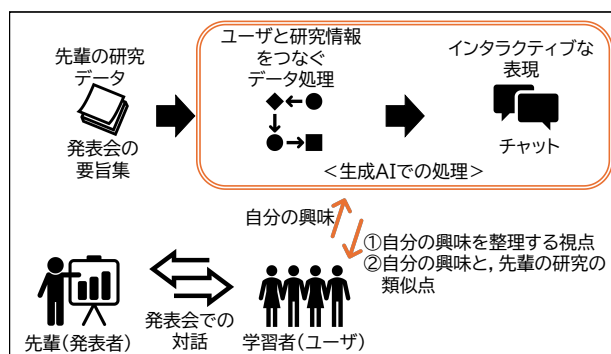 先輩の研究
データ
発表会の
要旨集
ユーザと研究情報
をつなぐ
データ処理
インタラクティブな
表現
チャット
＜生成AIでの処理＞
自分の興味
①自分の興味を整理する視点
②自分の興味と，先輩の研究の
類似点
発表会での
対話
先輩（発表者）
学習者（ユーザ）